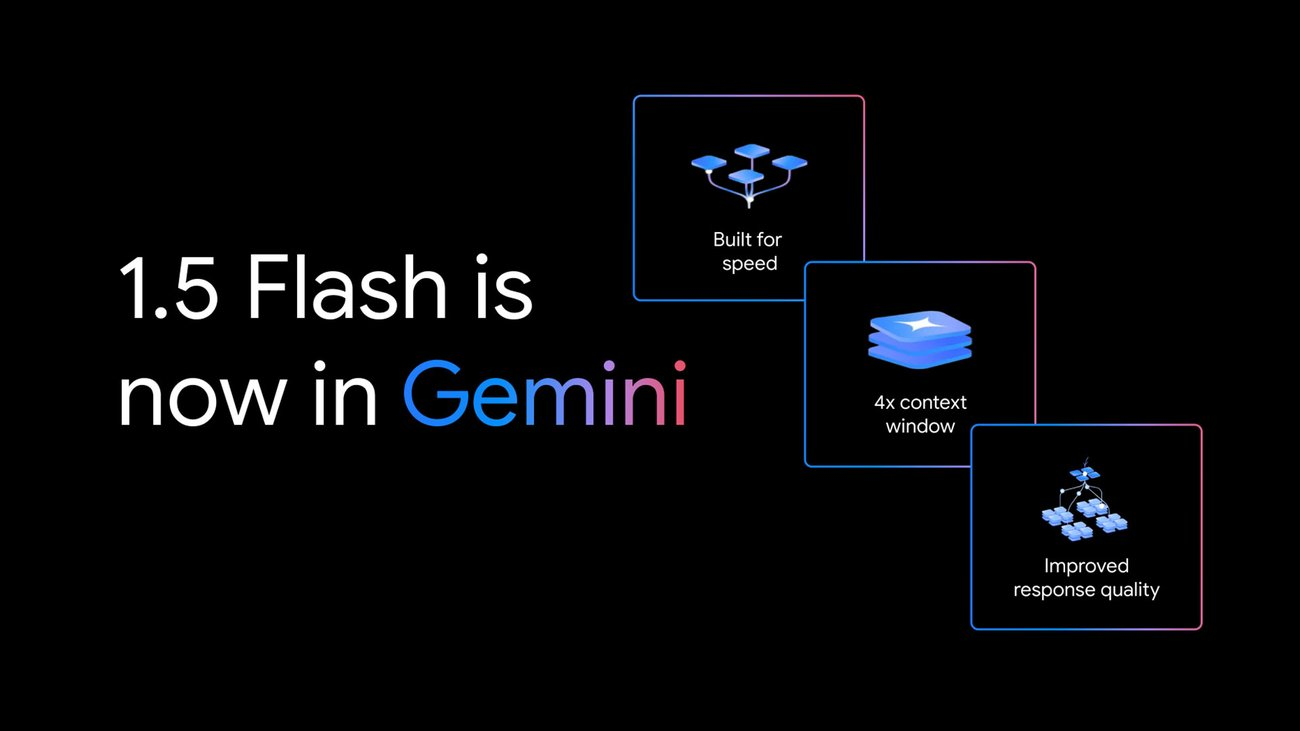 1.5 Flash is
now in Gemini
Built for
speed
4x context
window
Improved
response quality